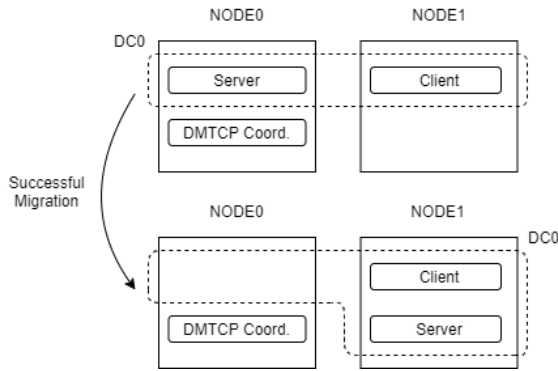 NODE0
NODE1
DC0
Server
Client
DMTCP Coord.
Successful
Migration
NODE0
NODE1
DC0
Client
DMTCP Coord.
Server